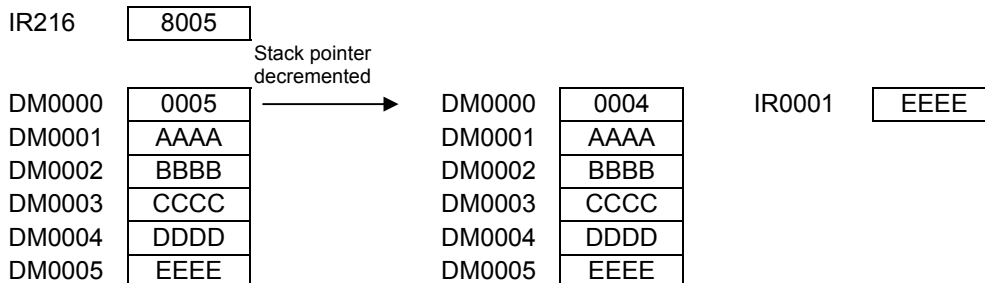 IR216 8005
Stack pointer
decremented
DM0000 0005 DM0000 0004 IR0001 EEEE
DM0001 AAAA DM0001 AAAA
DM0002 BBBB DM0002 BBBB
DM0003 CCCC DM0003 CCCC
DM0004 DDDD DM0004 DDDD
DM0005 EEEE DM0005 EEEE